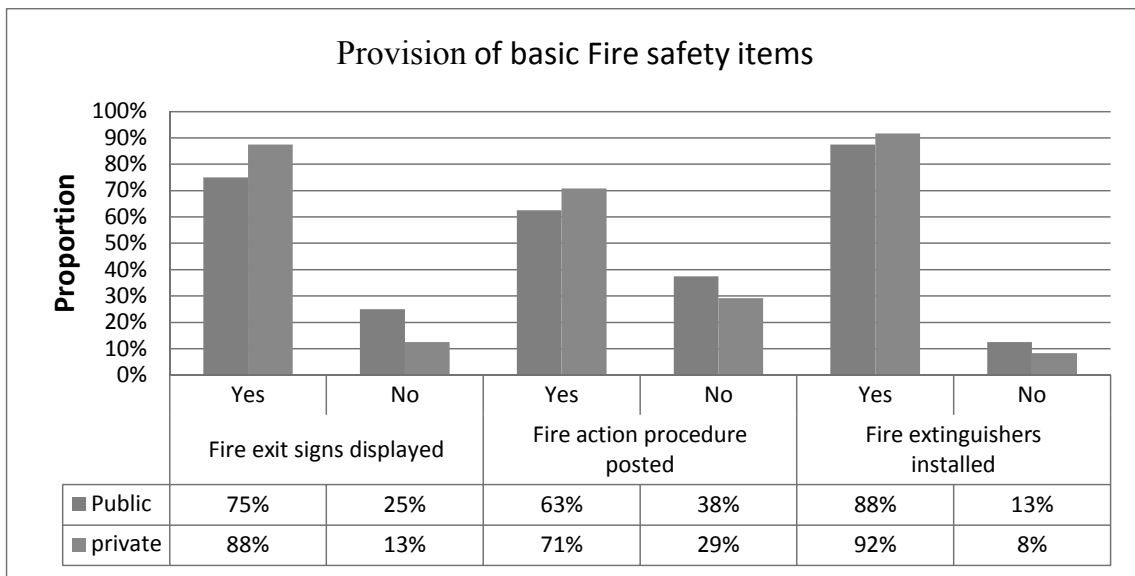 Provision of basic Fire safety items
Proportion
100%
90%
80%
70%
60%
50%
40%
30%
20%
10%
0%
Yes No Yes No Yes No
Fire exit signs displayed
Fire action procedure
posted
Fire extinguishers
installed
Public 75% 25% 63% 38% 88% 13%
private 88% 13% 71% 29% 92% 8%